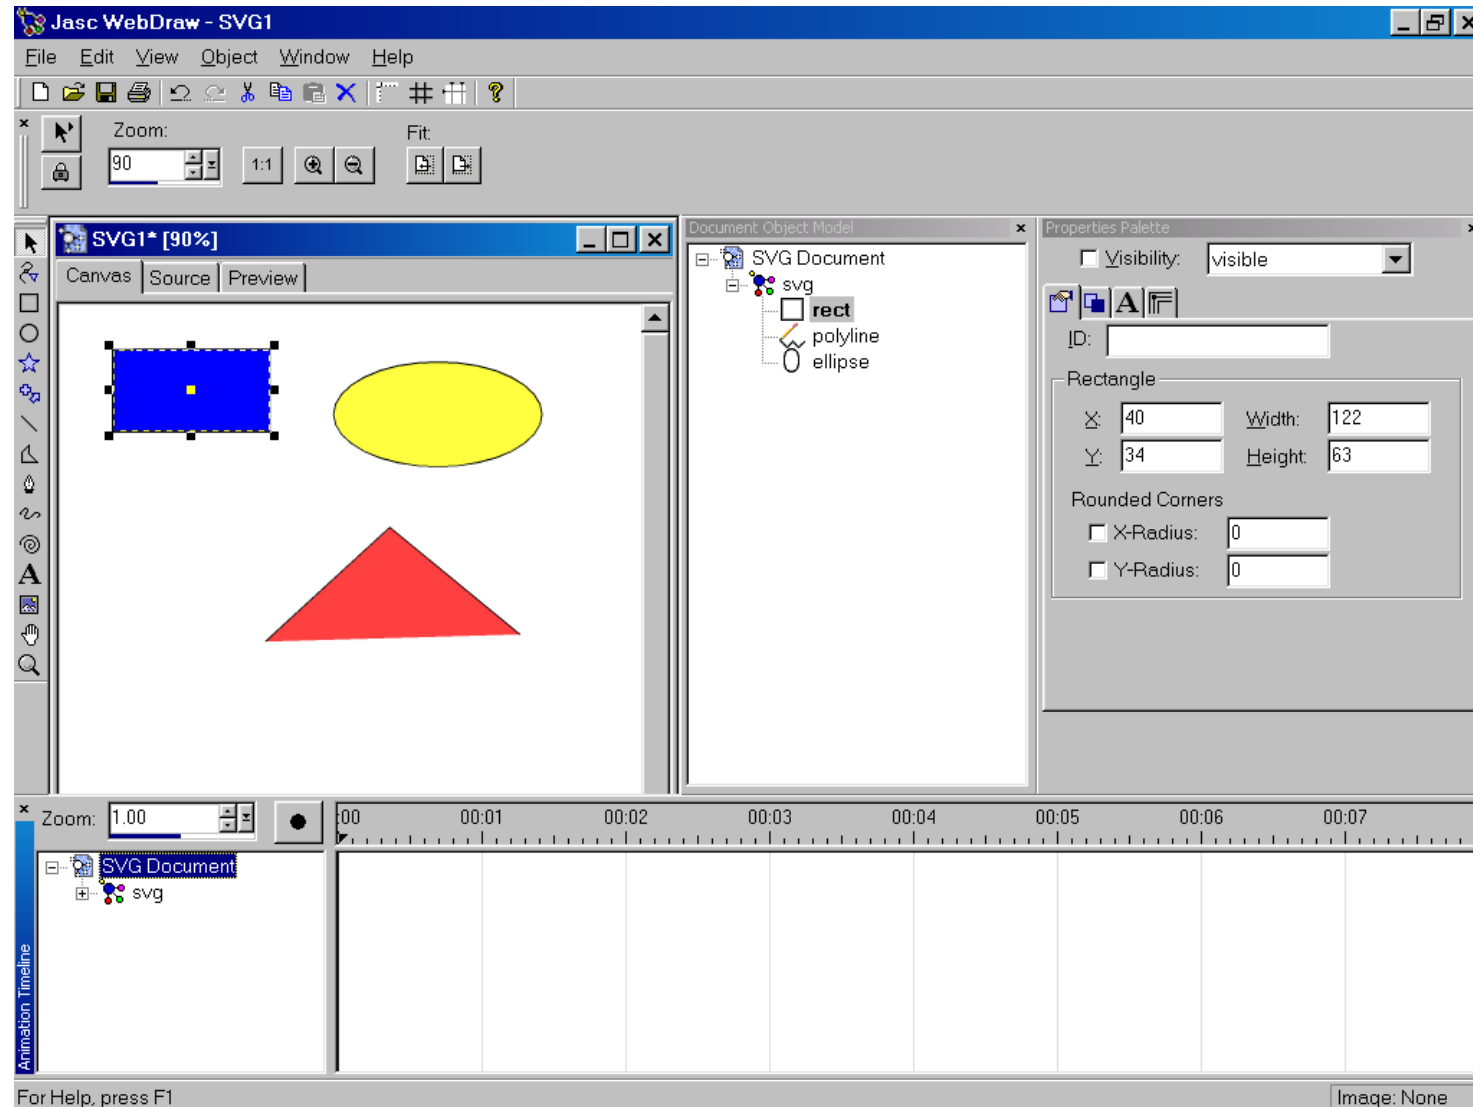 Jasc WebDraw - SVG1
File Edit View Object Window Help
Zoom: Fit:
90 1:1
SVG1* [90%]
Canvas Source Preview
Document Object Model
SVG Document
svg
rect
polyline
ellipse
Properties Palette
Visibility: visible
A
ID:
Rectangle
X: 40 Width: 122
Y: 34 Height: 63
Rounded Corners
X-Radius: 0
Y-Radius: 0
A
Zoom: 1.00
:00 00:01 00:02 00:03 00:04 00:05 00:06 00:07
SVG Document
svg
Animation Timeline
For Help, press F1 Image: None